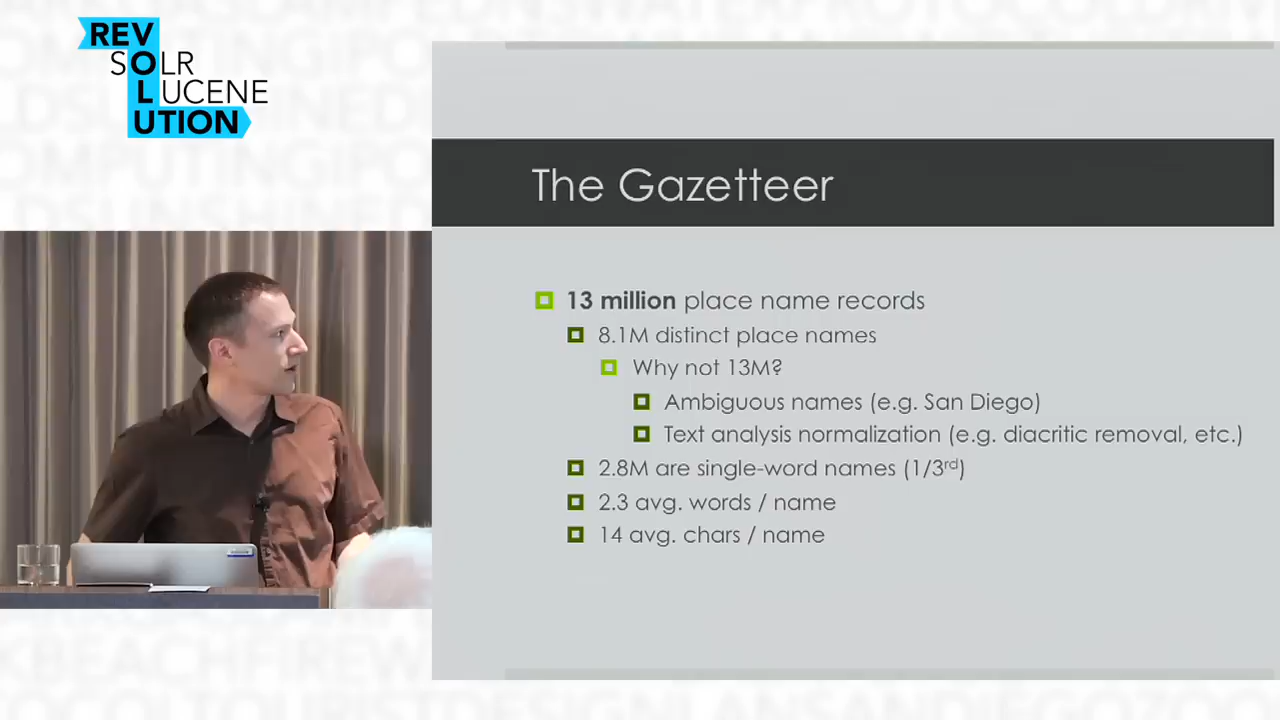 REV
SOLR
LUCENE
UTION
The Gazetteer
13 million place name records
8.1M distinct place names
Why not 13M?
Ambiguous names (e.g. San Diego)
Text analysis normalization (e.g. diacritic removal, etc.)
2.8M are single-word names (1/3rd)
2.3 avg. words / name
14 avg. chars / name